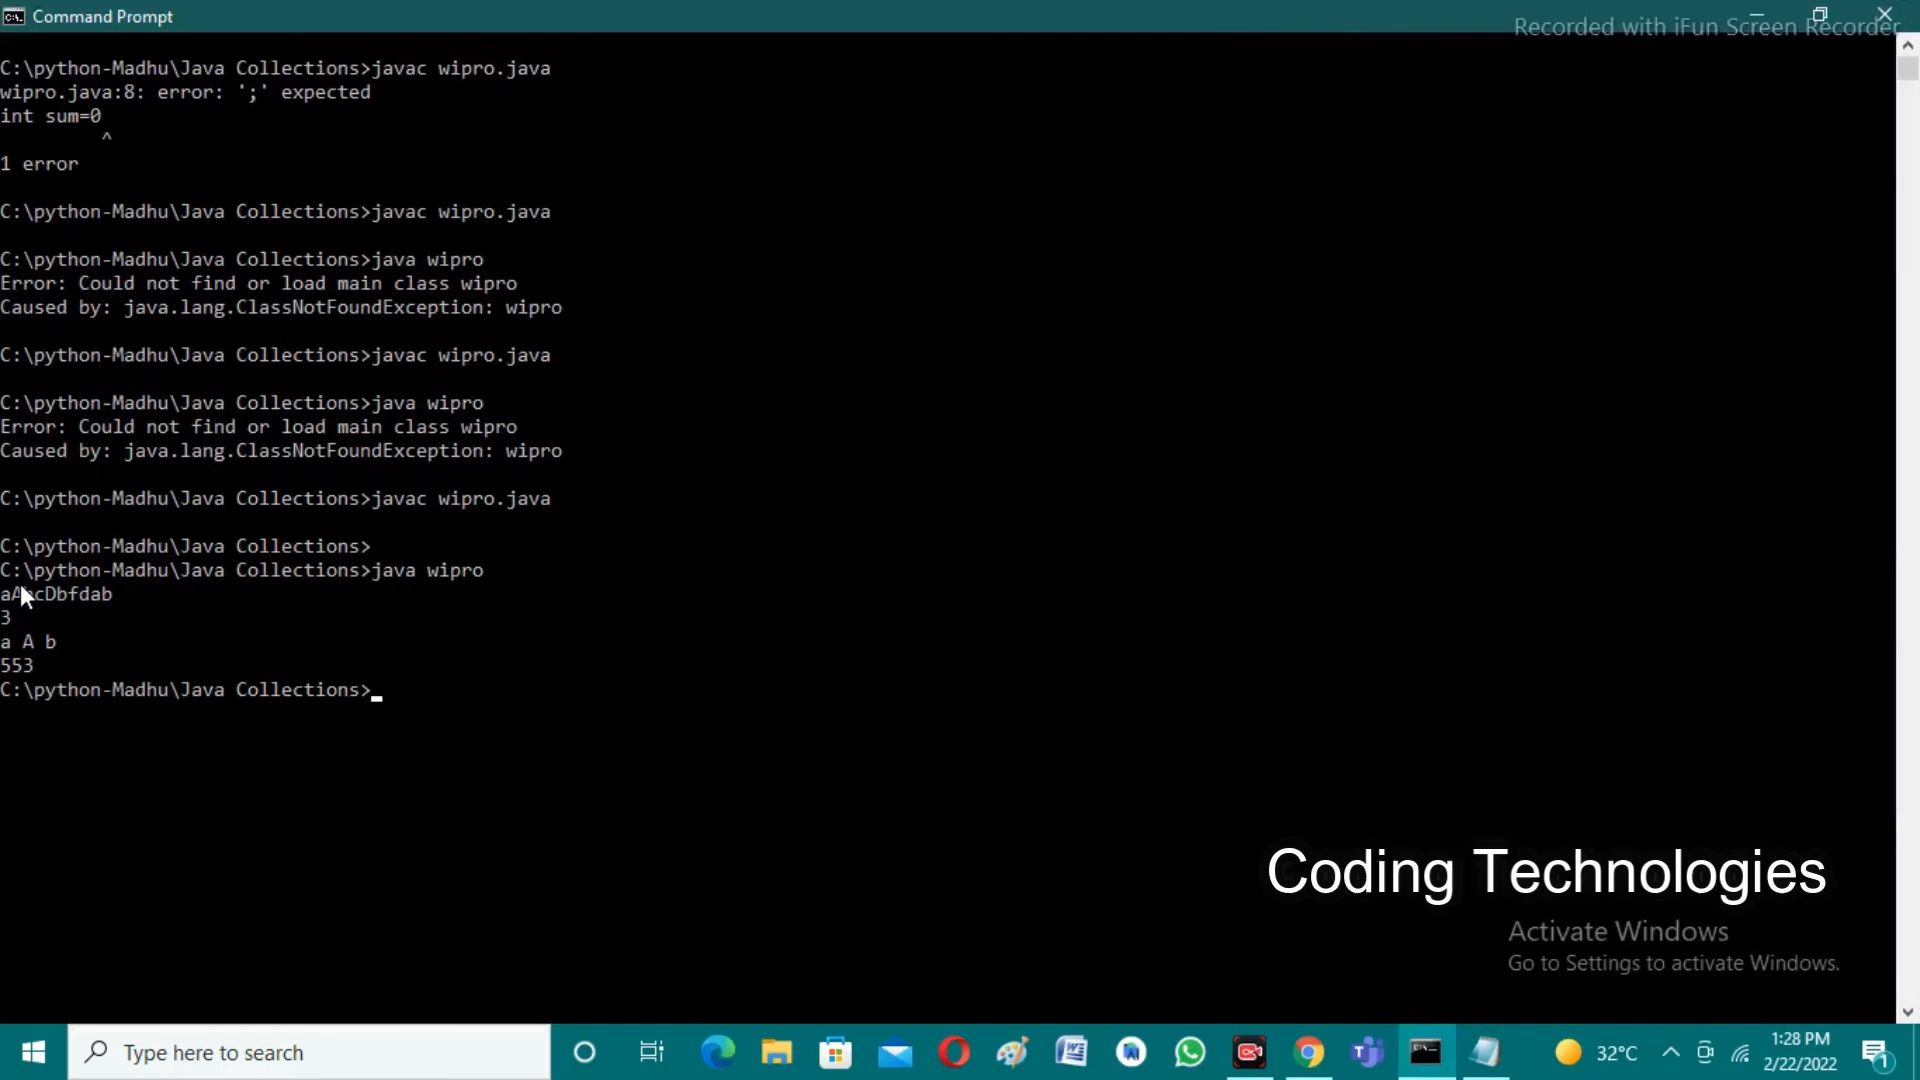 Command Prompt
Recorded with iFun Screen Recorder
C:\python-Madhu\Java Collections>javac wipro.java
wipro.java:8: error: ';' expected
int sum=0
^
1 error
C:\python-Madhu\Java Collections>javac wipro.java
C:\python-Madhu\Java Collections>java wipro
Error: Could not find or load main class wipro
Caused by: java.lang.ClassNotFoundException: wipro
C:\python-Madhu\Java Collections>javac wipro.java
C:\python-Madhu\Java Collections>java wipro
Error: Could not find or load main class wipro
Caused by: java.lang.ClassNotFoundException: wipro
C:\python-Madhu\Java Collections>javac wipro.java
C:\python-Madhu\Java Collections>
C:\python-Madhu\Java Collections>java wipro
3
a A b
553
C:\python-Madhu\Java Collections>
Coding Technologies
Activate Windows
Go to Settings to activate Windows.
Type here to search
32°C
1:28 PM
2/22/2022
1